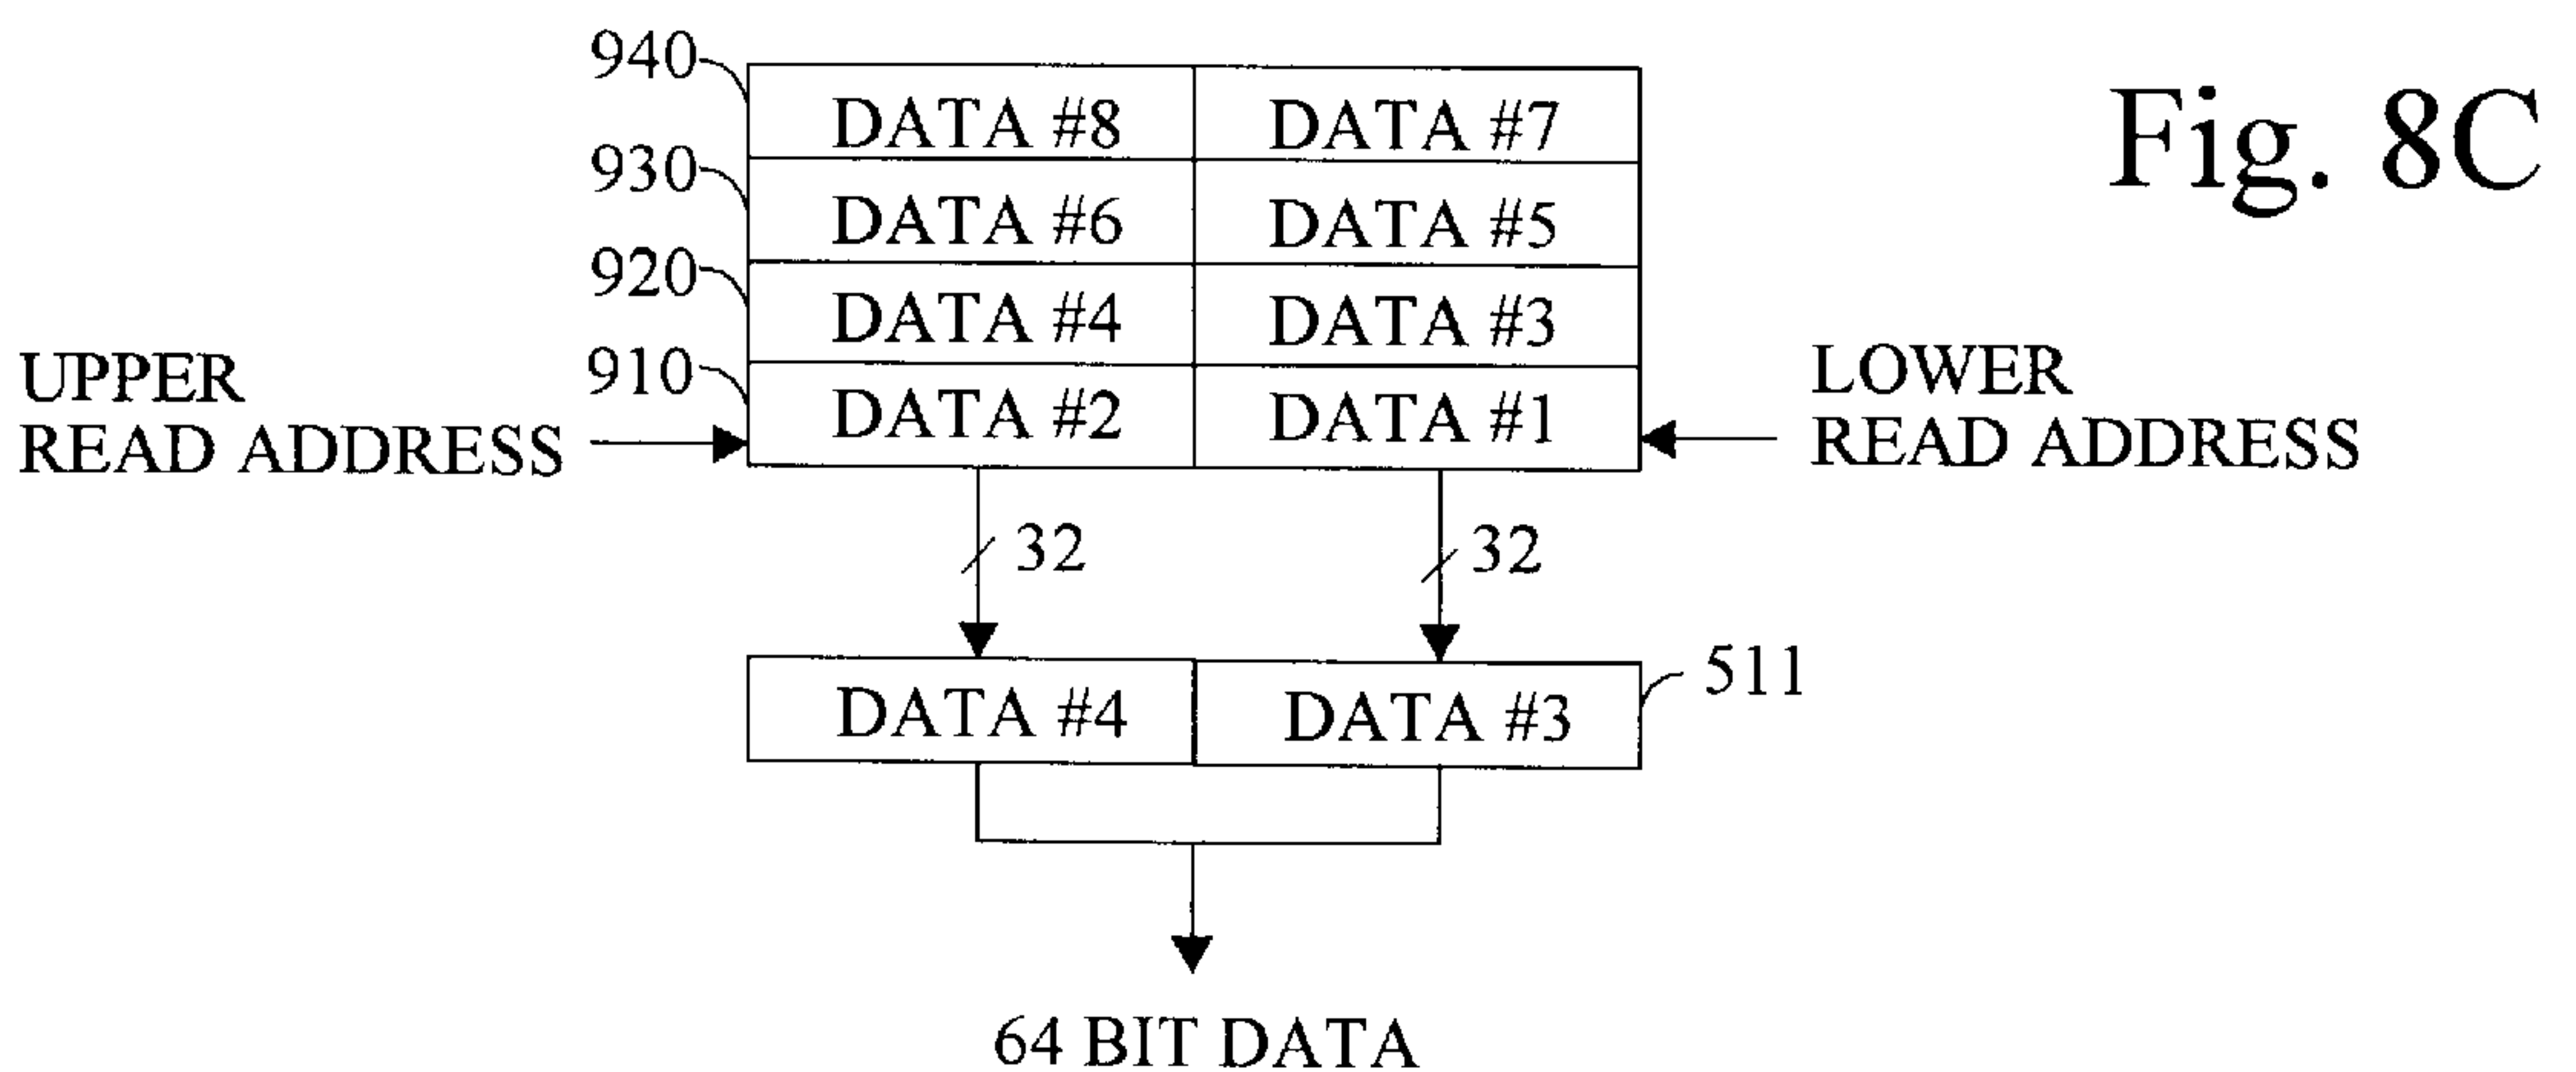 Fig. 8C
940
DATA #8 DATA #7
930
DATA #6 DATA #5
920
DATA #4 DATA #3
910
DATA #2 DATA #1
UPPER
READ ADDRESS
LOWER
READ ADDRESS
32 32
DATA #4 DATA #3
511
64 BIT DATA